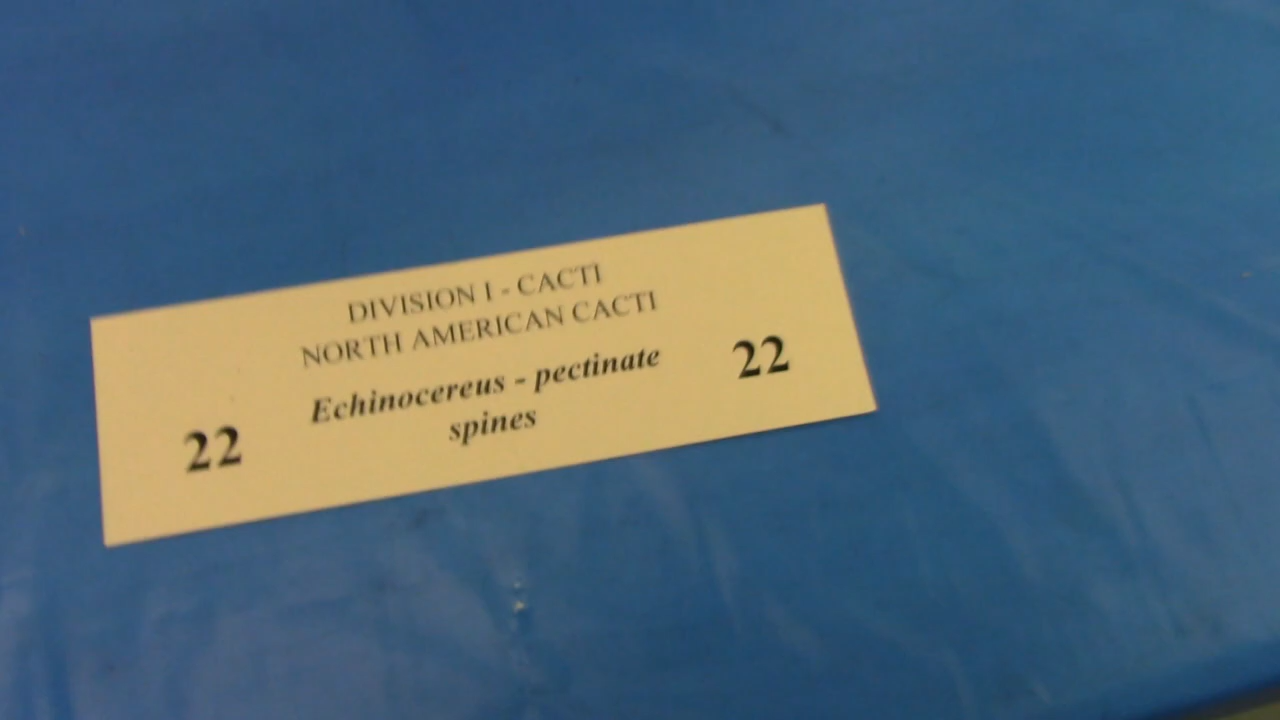 DIVISION I - CACTI
NORTH AMERICAN CACTI
Echinocereus - pectinate
spines
22
22